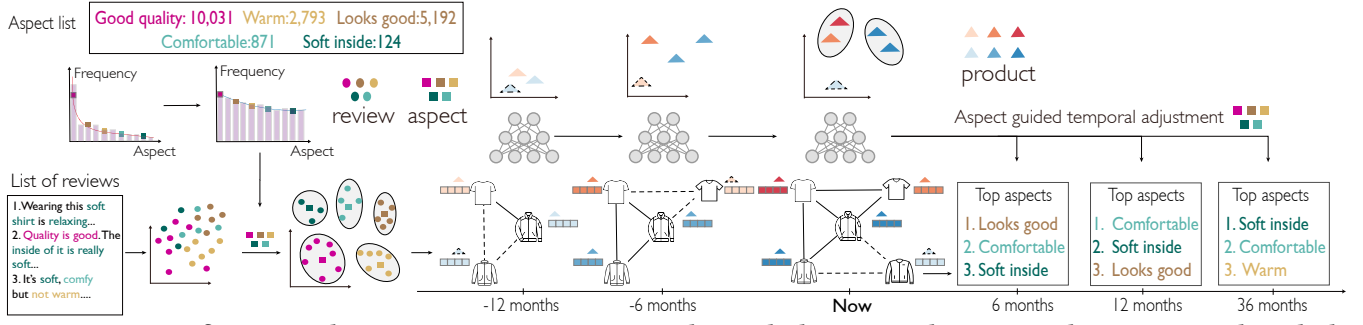 Aspect list
Good quality: 10,031 Warm:2,793 Looks good:5,192
Comfortable:871 Soft inside:124
Frequency
Aspect
Frequency
Aspect
review
aspect
product
Aspect guided temporal adjustment
List of reviews
1.Wearing this soft
shirt is relaxing...
2. Quality is good.The
inside of it is really
soft...
3. It's soft, comfy
but not warm....
Top aspects
1. Looks good
2. Comfortable
3. Soft inside
Top aspects
1. Comfortable
2. Soft inside
3. Looks good
Top aspects
1. Soft inside
2. Comfortable
3. Warm
-12 months
-6 months
Now
6 months
12 months
36 months